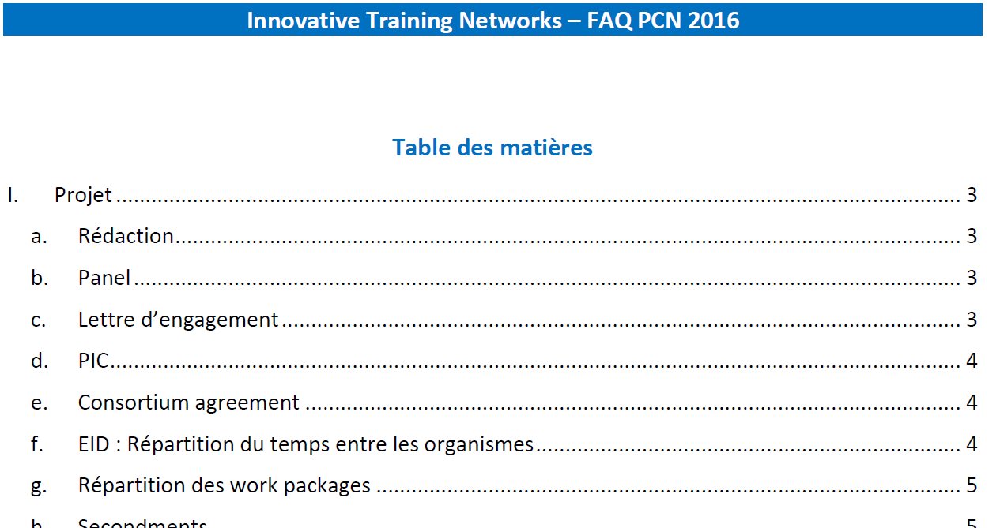 Innovative Training Networks – FAQ PCN 2016
Table des matières
I. Projet ........................................................................ 3
a. Rédaction ........................................................................ 3
b. Panel ........................................................................ 3
c. Lettre d’engagement ........................................................................ 3
d. PIC ........................................................................ 4
e. Consortium agreement ........................................................................ 4
f. EID : Répartition du temps entre les organismes ........................................................................ 4
g. Répartition des work packages ........................................................................ 5
h. Secondments ........................................................................ 5